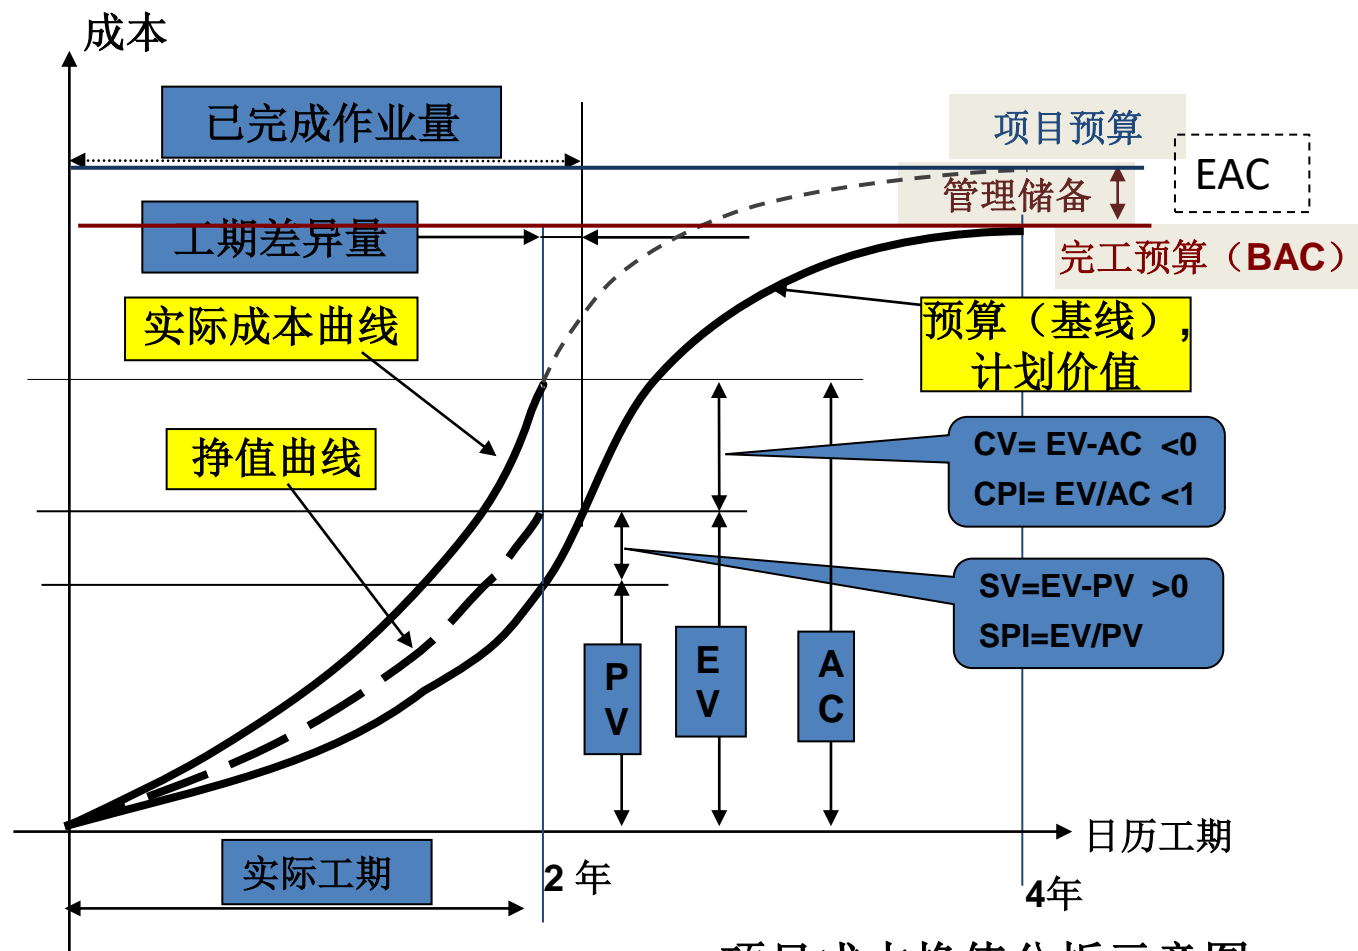 成本
已完成作业量
项目预算
EAC
管理储备
工期差异量
完工预算（BAC）
实际成本曲线
预算（基线），
计划价值
挣值曲线
CV= EV-AC <0
CPI= EV/AC <1
SV=EV-PV >0
SPI=EV/PV
P
V
E
V
A
C
日历工期
实际工期
2 年
4年